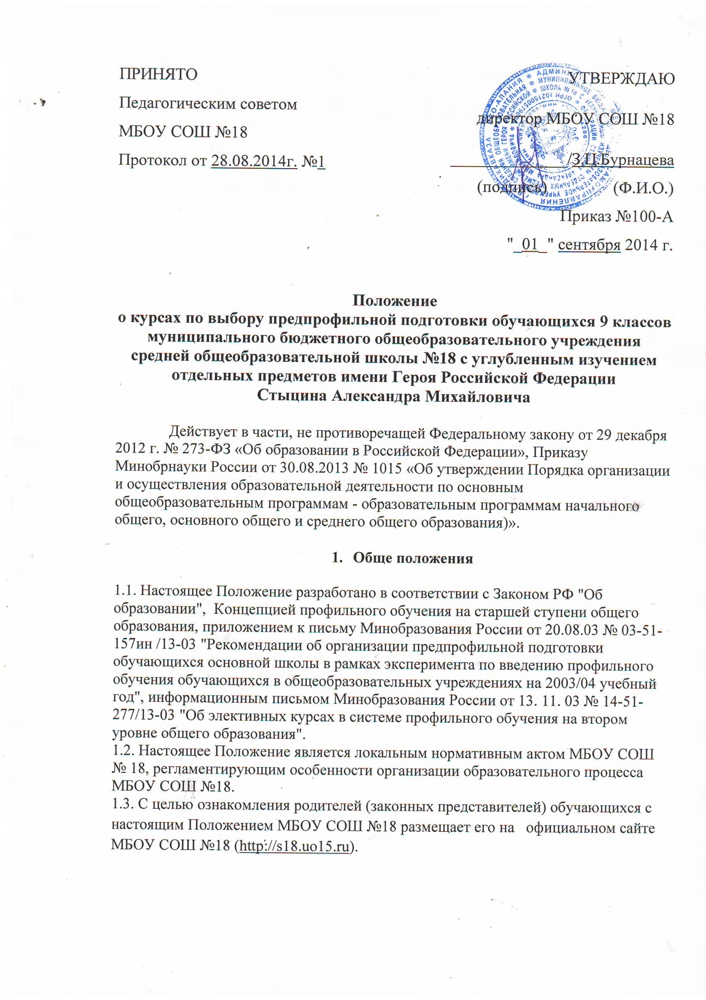 ПРИНЯТО
Педагогическим советом
МБОУ СОШ №18
Протокол от 28.08.2014г. №1
УТВЕРЖДАЮ
директор МБОУ СОШ №18
/З.Ц.Бурнацева
(подпись) (Ф.И.О.)
Приказ №100-А
"_01_" сентября 2014 г.
Положение
о курсах по выбору предпрофильной подготовки обучающихся 9 классов
муниципального бюджетного общеобразовательного учреждения
средней общеобразовательной школы №18 с углубленным изучением
отдельных предметов имени Героя Российской Федерации
Стыцина Александра Михайловича
Действует в части, не противоречащей Федеральному закону от 29 декабря
2012 г. № 273-ФЗ «Об образовании в Российской Федерации», Приказу
Минобрнауки России от 30.08.2013 № 1015 «Об утверждении Порядка организации
и осуществления образовательной деятельности по основным
общеобразовательным программам - образовательным программам начального
общего, основного общего и среднего общего образования)».
1. Обще положения
1.1. Настоящее Положение разработано в соответствии с Законом РФ "Об
образовании", Концепцией профильного обучения на старшей ступени общего
образования, приложением к письму Минобразования России от 20.08.03 № 03-51-
157ин /13-03 "Рекомендации об организации предпрофильной подготовки
обучающихся основной школы в рамках эксперимента по введению профильного
обучения обучающихся в общеобразовательных учреждениях на 2003/04 учебный
год", информационным письмом Минобразования России от 13. 11. 03 № 14-51-
277/13-03 "Об элективных курсах в системе профильного обучения на втором
уровне общего образования".
1.2. Настоящее Положение является локальным нормативным актом МБОУ СОШ
№ 18, регламентирующим особенности организации образовательного процесса
МБОУ СОШ №18.
1.3. С целью ознакомления родителей (законных представителей) обучающихся с
настоящим Положением МБОУ СОШ №18 размещает его на официальном сайте
МБОУ СОШ №18 (http://s18.uo15.ru).